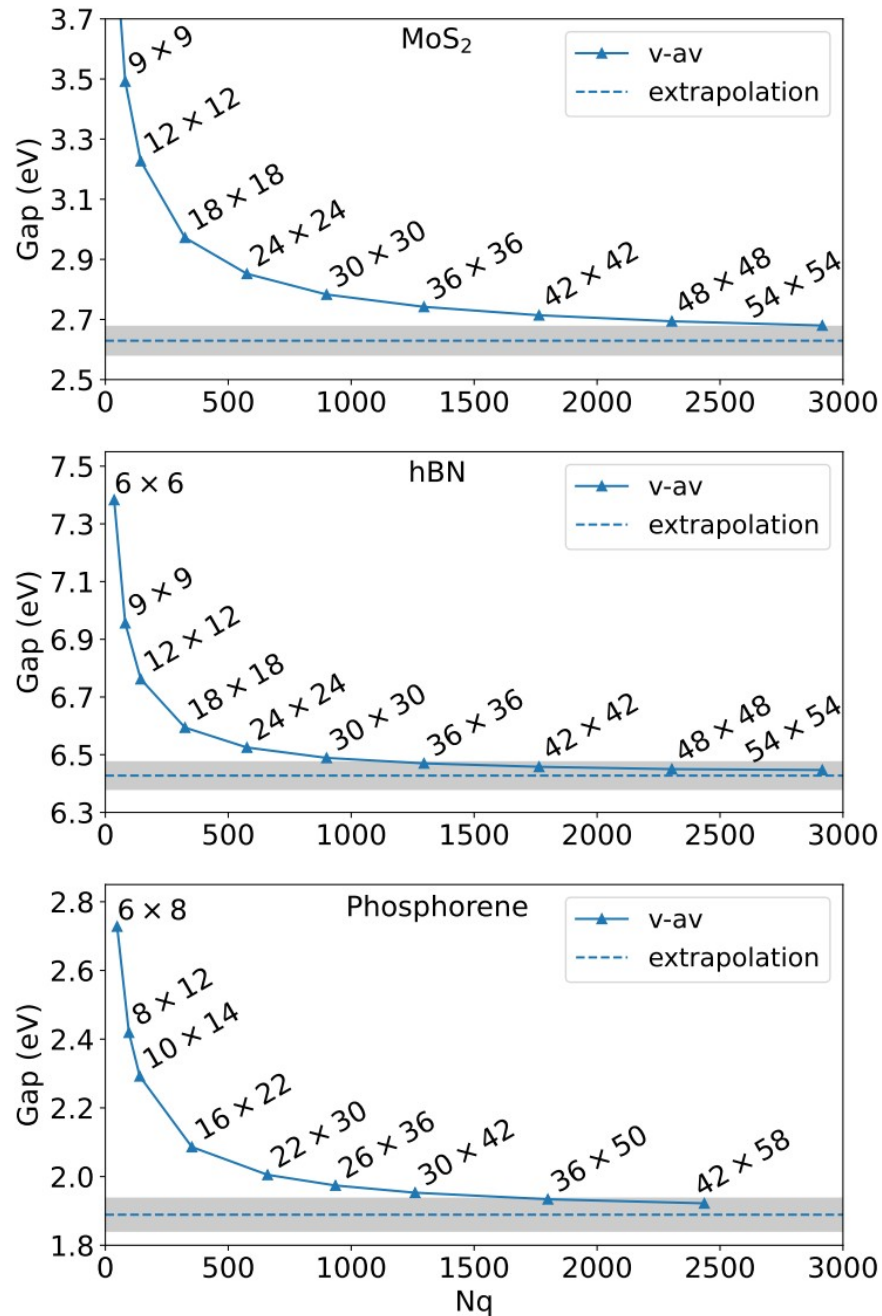 MoS₂
v-av
extrapolation
9 × 9
12 × 12
18 × 18
24 × 24
30 × 30
36 × 36
42 × 42
48 × 48
54 × 54
Gap (eV)
3.7
3.5
3.3
3.1
2.9
2.7
2.5
0 500 1000 1500 2000 2500 3000
hBN
v-av
extrapolation
6 × 6
9 × 9
12 × 12
18 × 18
24 × 24
30 × 30
36 × 36
42 × 42
48 × 48
54 × 54
Gap (eV)
7.5
7.3
7.1
6.9
6.7
6.5
6.3
0 500 1000 1500 2000 2500 3000
Phosphorene
v-av
extrapolation
6 × 8
8 × 12
10 × 14
16 × 22
22 × 30
26 × 36
30 × 42
36 × 50
42 × 58
Gap (eV)
2.8
2.6
2.4
2.2
2.0
1.8
0 500 1000 1500 2000 2500 3000
Nq